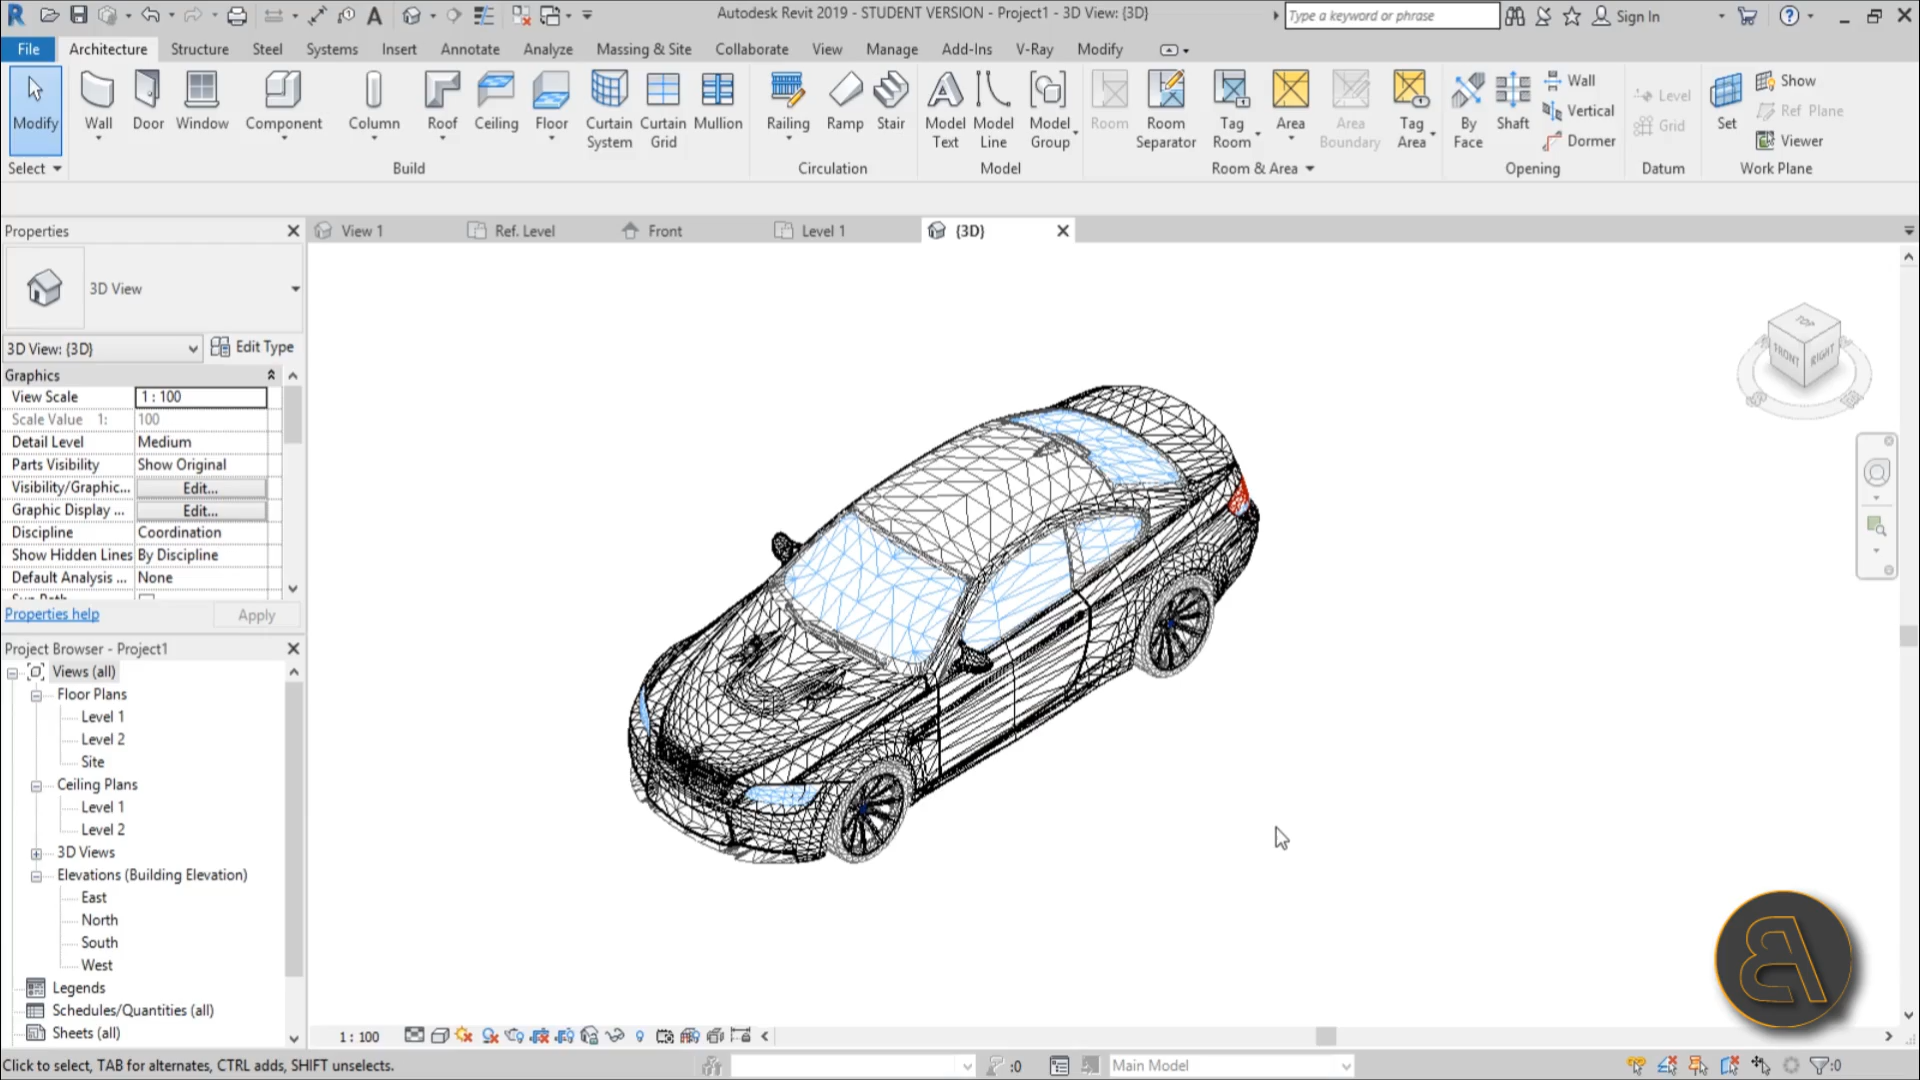 Autodesk Revit 2019 - STUDENT VERSION - Project1 - 3D View: {3D}
Type a keyword or phrase
Sign In
File Architecture Structure Steel Systems Insert Annotate Analyze Massing & Site Collaborate View Manage Add-Ins V-Ray Modify
Modify Wall Door Window Component Column Roof Ceiling Floor Curtain System Curtain Grid Mullion Railing Ramp Stair Model Text Model Line Model Group Room Room Separator Tag Room Area Area Boundary Tag Area By Face Shaft Wall Vertical Dormer Level Grid Set Show Ref Plane Viewer
Select Build Circulation Model Room & Area Opening Datum Work Plane
Properties
View 1 Ref. Level Front Level 1 {3D}
3D View
3D View: {3D} Edit Type
Graphics
View Scale 1 : 100
Scale Value 1: 100
Detail Level Medium
Parts Visibility Show Original
Visibility/Graphic... Edit...
Graphic Display ... Edit...
Discipline Coordination
Show Hidden Lines By Discipline
Default Analysis ... None
Properties help Apply
TOP
FRONT RIGHT
Project Browser - Project1
Views (all)
Floor Plans
Level 1
Level 2
Site
Ceiling Plans
Level 1
Level 2
3D Views
Elevations (Building Elevation)
East
North
South
West
Legends
Schedules/Quantities (all)
Sheets (all)
1 : 100
Click to select, TAB for alternates, CTRL adds, SHIFT unselects.
:0
Main Model
:0